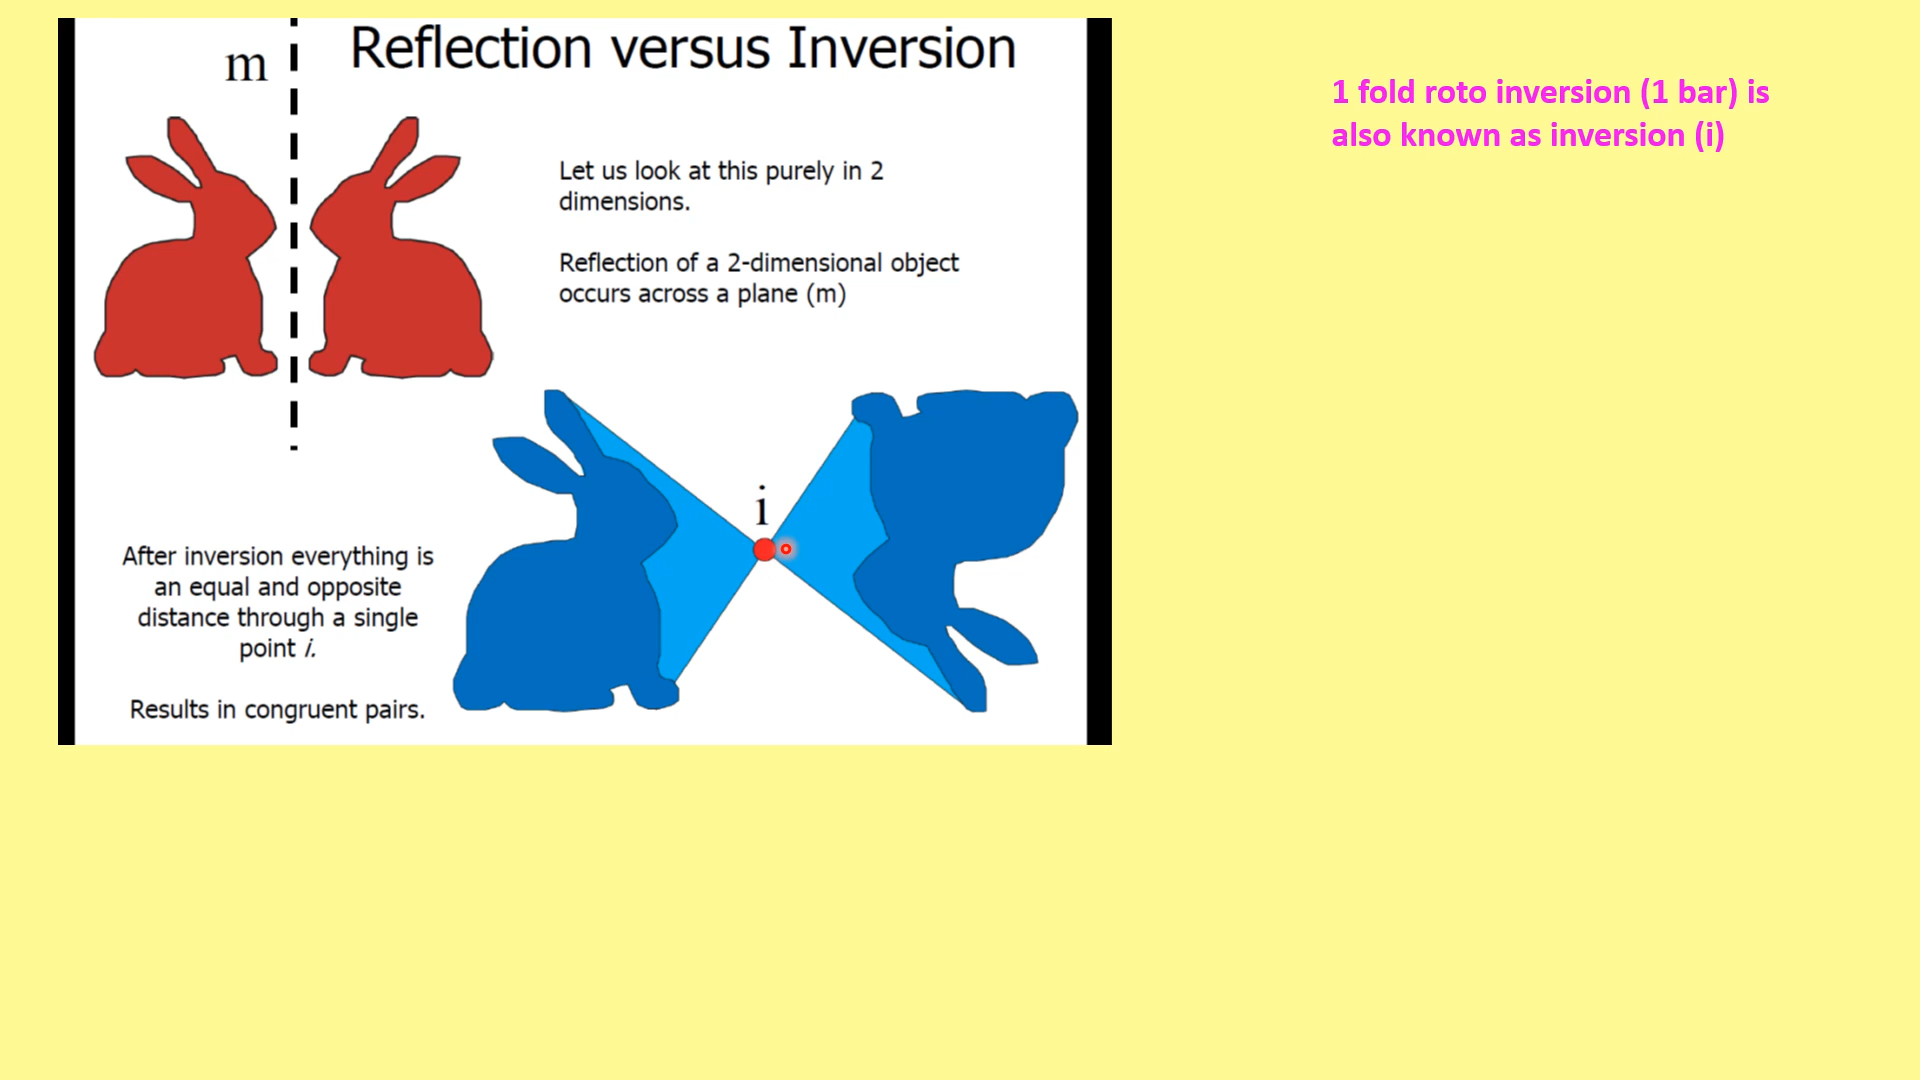 m
Reflection versus Inversion
1 fold roto inversion (1 bar) is
also known as inversion (i)
Let us look at this purely in 2
dimensions.
Reflection of a 2-dimensional object
occurs across a plane (m)
i
After inversion everything is
an equal and opposite
distance through a single
point i.
Results in congruent pairs.